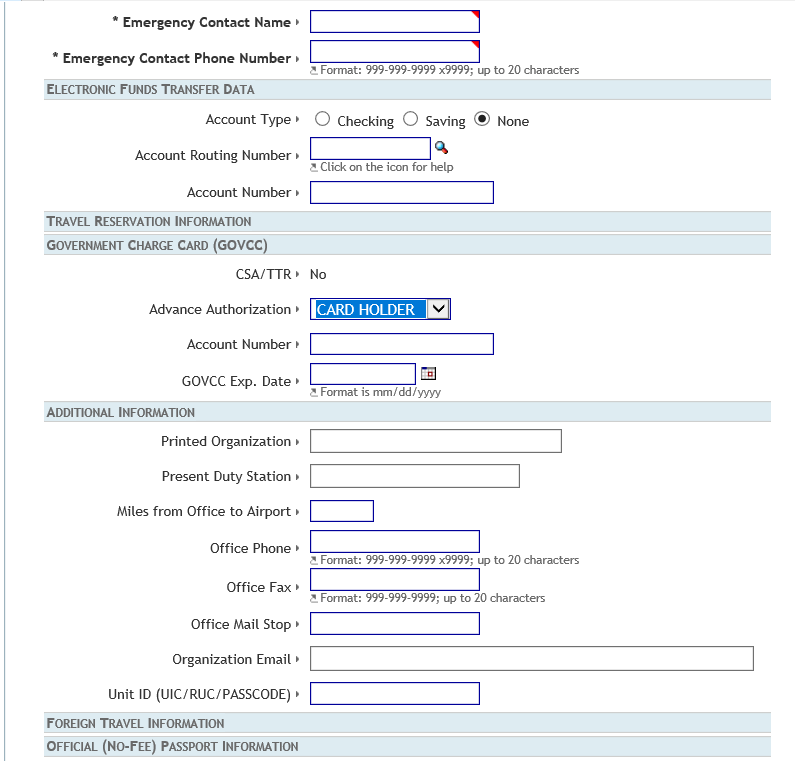 * Emergency Contact Name
* Emergency Contact Phone Number
Format: 999-999-9999 x9999; up to 20 characters
ELECTRONIC FUNDS TRANSFER DATA
Account Type Checking Saving None
Account Routing Number
Click on the icon for help
Account Number
TRAVEL RESERVATION INFORMATION
GOVERNMENT CHARGE CARD (GOVCC)
CSA/TTR No
Advance Authorization CARD HOLDER
Account Number
GOVCC Exp. Date
Format is mm/dd/yyyy
ADDITIONAL INFORMATION
Printed Organization
Present Duty Station
Miles from Office to Airport
Office Phone
Format: 999-999-9999 x9999; up to 20 characters
Office Fax
Format: 999-999-9999; up to 20 characters
Office Mail Stop
Organization Email
Unit ID (UIC/RUC/PASSCODE)
FOREIGN TRAVEL INFORMATION
OFFICIAL (NO-FEE) PASSPORT INFORMATION